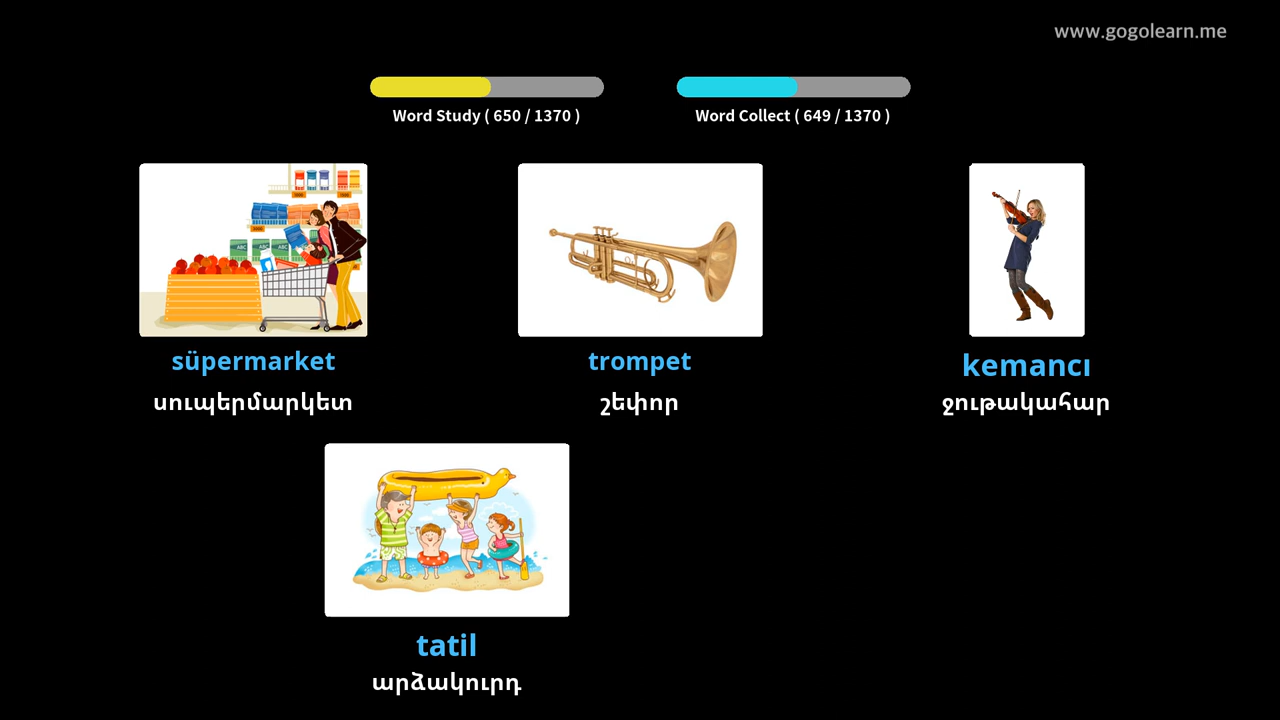 www.gogolearn.me
Word Study ( 650 / 1370 )
Word Collect ( 649 / 1370 )
süpermarket
սուպերմարկետ
trompet
շեփոր
kemancı
ջութակահար
tatil
արձակուրդ